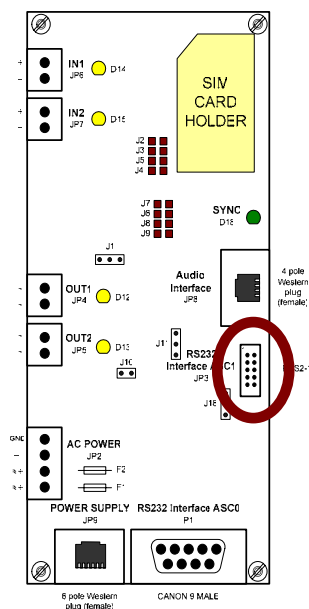 +
IN1
JP6
-
D14
SIM
CARD
HOLDER
+
IN2
JP7
-
D15
J2
J3
J5
J4
J7
J6
J8
J9
SYNC
D18
J1
Audio
Interface
JP8
4 pole
Western
plug
(female)
~
OUT1
JP4
~
D12
~
OUT2
JP5
~
D13
J10
RS232
Interface ASC1
JP3
GND
-
≈+
≈+
AC POWER
JP2
F2
F1
POWER SUPPLY
JP9
RS232 Interface ASC0
P1
6 pole Western
plug (female)
CANON 9 MALE